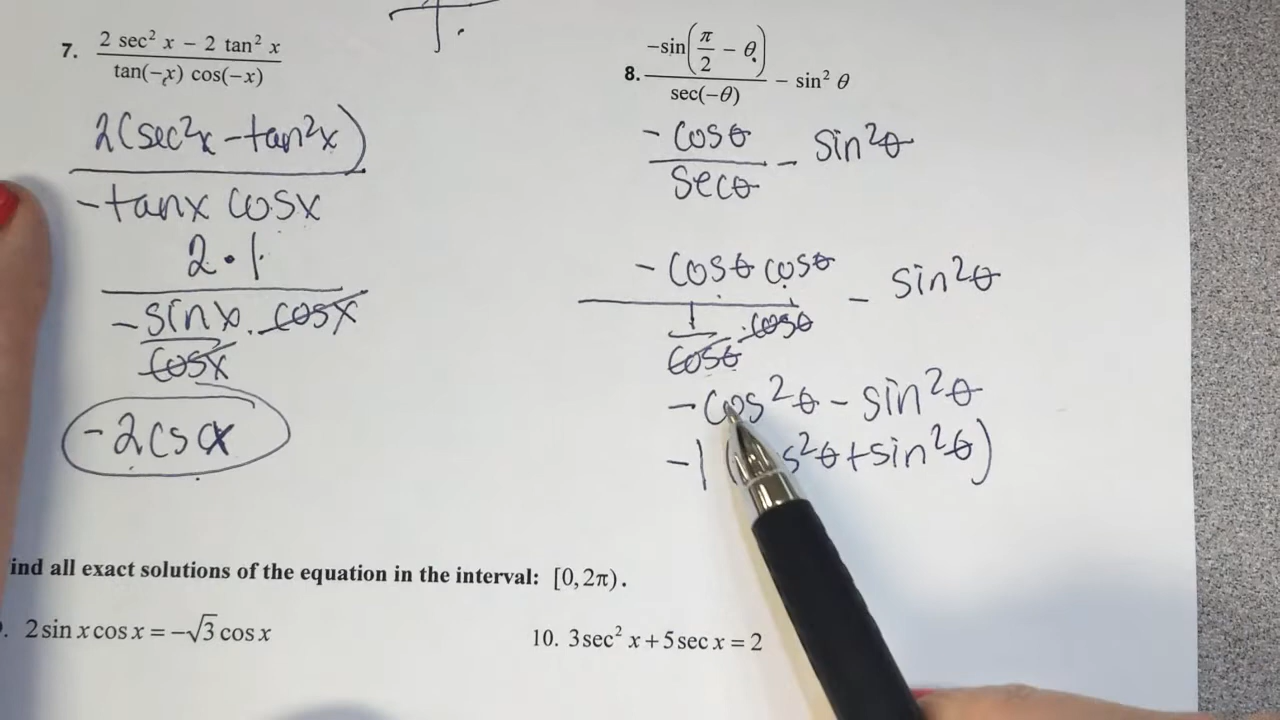 7. 2 sec² x − 2 tan² x
tan(−x) cos(−x)
2(sec²x − tan²x)
−tanx cosx
2 • 1
−sinx . cosx
cosx
−2cscx
8. −sin(π/2 − θ)
sec(−θ)
− sin² θ
−cosθ
secθ
− sin²θ
−cosθ cosθ
1
cosθ
. cosθ
− sin²θ
−cos²θ − sin²θ
−1 ( s²θ + sin²θ)
ind all exact solutions of the equation in the interval: [0, 2π).
. 2 sin x cos x = −√3 cos x
10. 3 sec² x + 5 sec x = 2